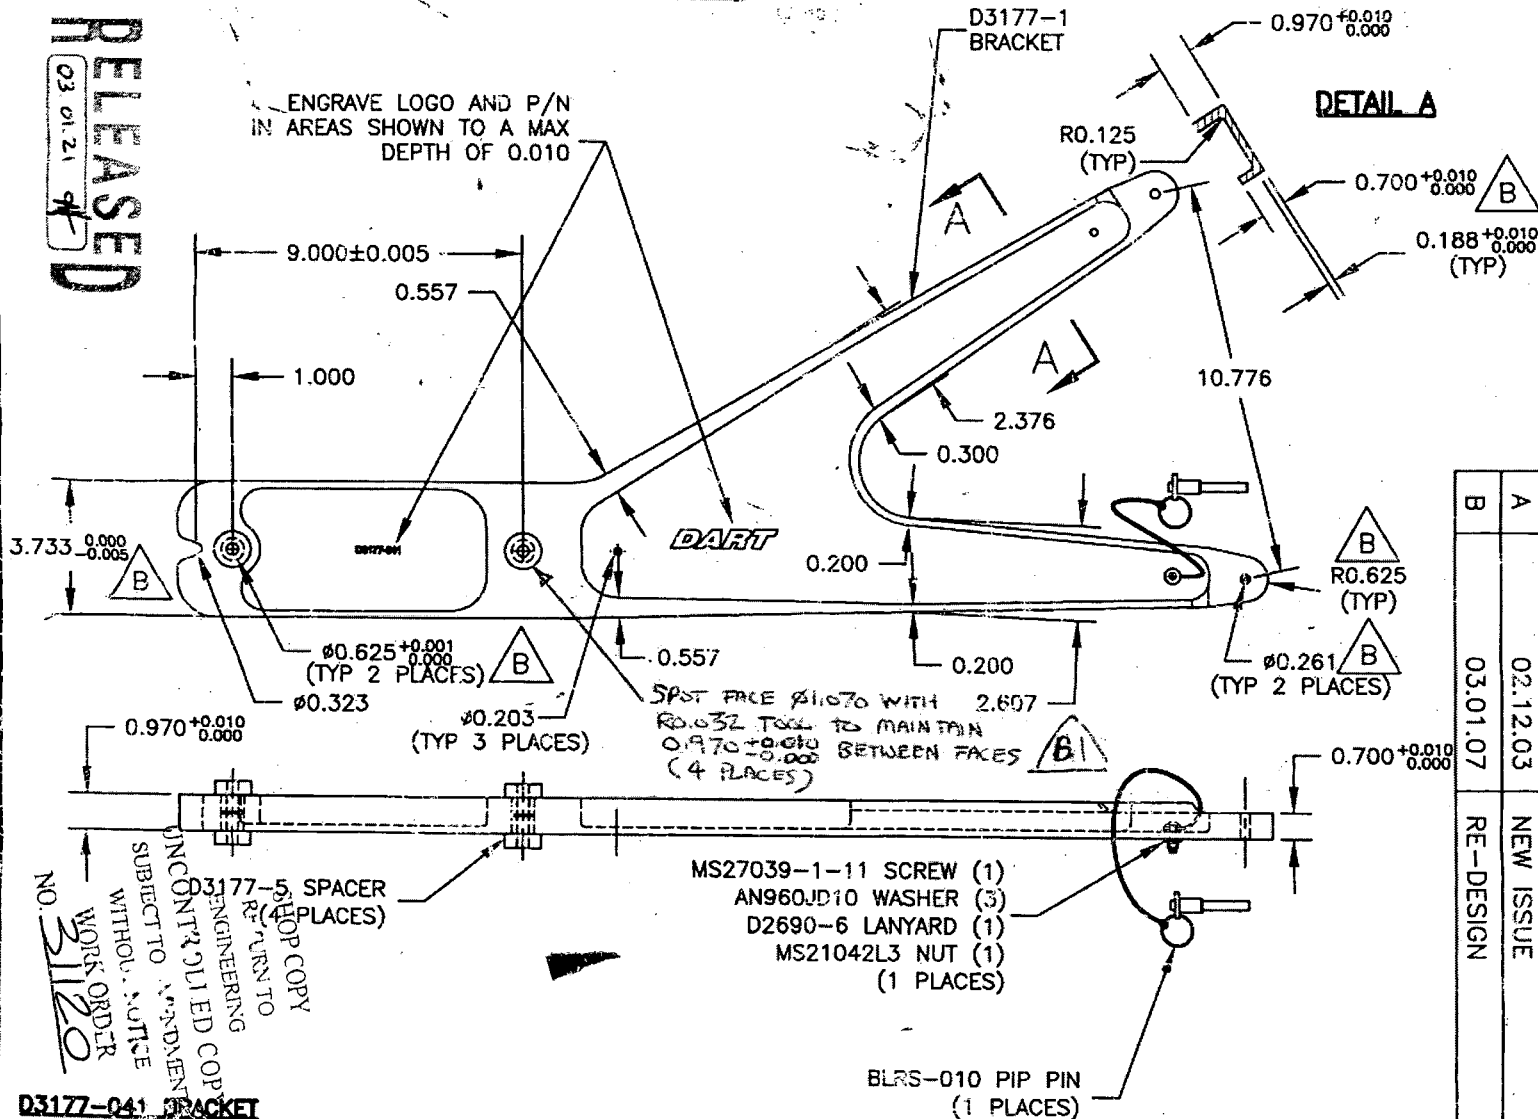 RELEASED
03.01.21
ENGRAVE LOGO AND P/N
IN AREAS SHOWN TO A MAX
DEPTH OF 0.010
D3177-1
BRACKET
0.970 +0.010 0.000
DETAIL A
R0.125
(TYP)
0.700 +0.010 0.000
B
0.188 +0.010 0.000
(TYP)
A
9.000±0.005
0.557
1.000
A
10.776
2.376
0.300
3.733 0.000 -0.005
B
D3177-041
DART
0.200
B
R0.625
(TYP)
ø0.625 +0.001 0.000
(TYP 2 PLACES)
B
ø0.323
0.557
0.200
ø0.261
B
(TYP 2 PLACES)
ø0.203
(TYP 3 PLACES)
2.607
SPOT FACE ø1.070 WITH
R0.032 TOOL TO MAINTAIN
0.970 +0.010 -0.000 BETWEEN FACES
(4 PLACES)
B1
0.970 +0.010 0.000
0.700 +0.010 0.000
D3177-5 SPACER
(4 PLACES)
MS27039-1-11 SCREW (1)
AN960JD10 WASHER (3)
D2690-6 LANYARD (1)
MS21042L3 NUT (1)
(1 PLACES)
BLRS-010 PIP PIN
(1 PLACES)
SHOP COPY
RETURN TO
ENGINEERING
UNCONTROLLED COPY
SUBJECT TO AMENDMENT
WITHOUT NOTICE
WORK ORDER
NO. 31120
D3177-041 BRACKET
A 02.12.03 NEW ISSUE
B 03.01.07 RE-DESIGN